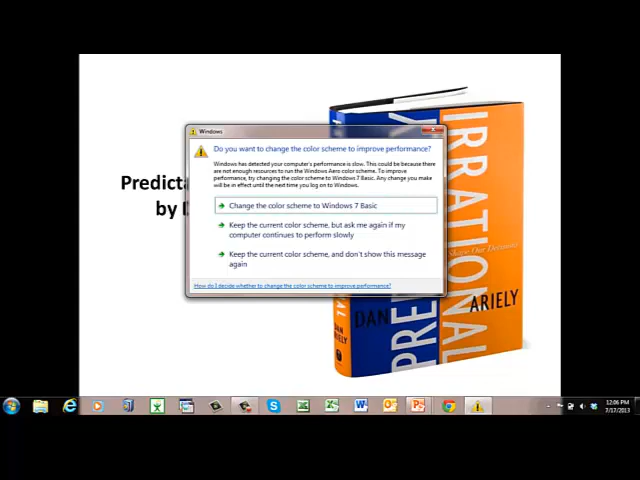 Windows
Do you want to change the color scheme to improve performance?
Windows has detected your computer's performance is slow. This could be because
there are not enough resources to run the Windows Aero color scheme. To improve
performance, try changing the color scheme to Windows 7 Basic. Any change you make
will be in effect until the next time you log on to Windows.
Change the color scheme to Windows 7 Basic
Keep the current color scheme, but ask me again if my
computer continues to perform slowly
Keep the current color scheme, and don't show this message
again
How do I decide whether to change the color scheme to improve performance?
Predicta
by D
IRRATIONAL
PRE
DAN
ARIELY
DAN
ARIELY
12:06 PM
7/17/2013